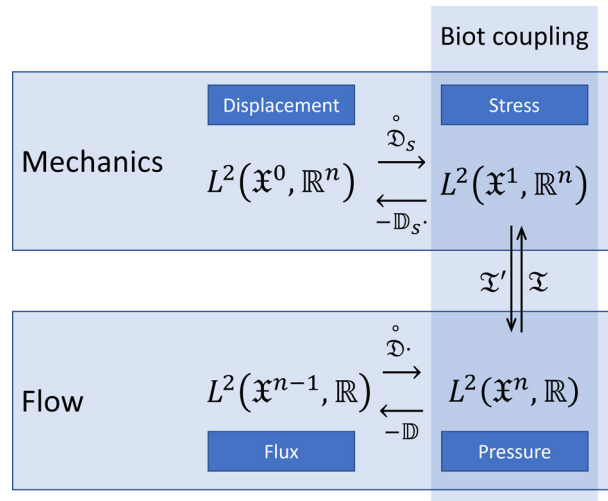 Biot coupling
Displacement
Stress
Mechanics
𝔇̊ₛ
L²(𝔛⁰, ℝⁿ)
L²(𝔛¹, ℝⁿ)
−𝔻ₛ·
𝔗′
𝔗
𝔇̊·
Flow
L²(𝔛ⁿ⁻¹, ℝ)
L²(𝔛ⁿ, ℝ)
−𝔻
Flux
Pressure